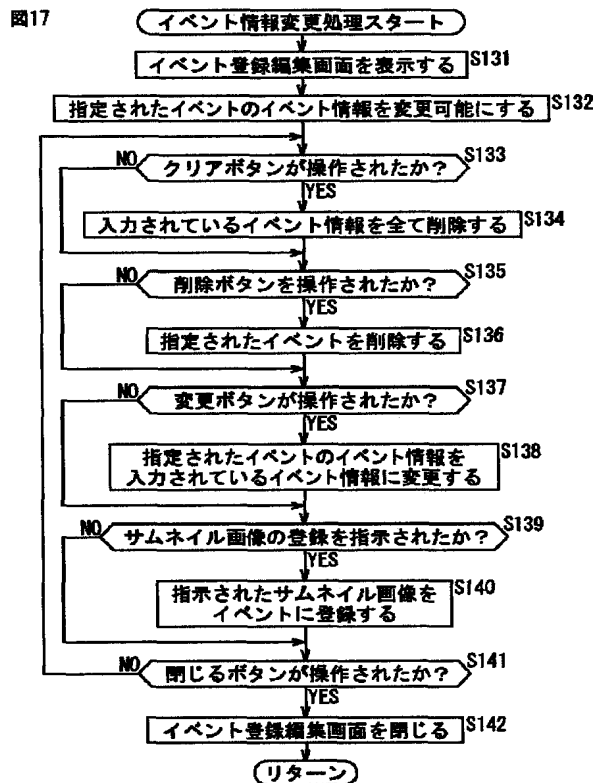 図17
イベント情報変更処理スタート
イベント登録編集画面を表示する S131
指定されたイベントのイベント情報を変更可能にする S132
NO クリアボタンが操作されたか? S133
YES
入力されているイベント情報を全て削除する S134
NO 削除ボタンを操作されたか? S135
YES
指定されたイベントを削除する S136
NO 変更ボタンが操作されたか? S137
YES
指定されたイベントのイベント情報を S138
入力されているイベント情報に変更する
NO サムネイル画像の登録を指示されたか? S139
YES
指示されたサムネイル画像を S140
イベントに登録する
NO 閉じるボタンが操作されたか? S141
YES
イベント登録編集画面を閉じる S142
リターン